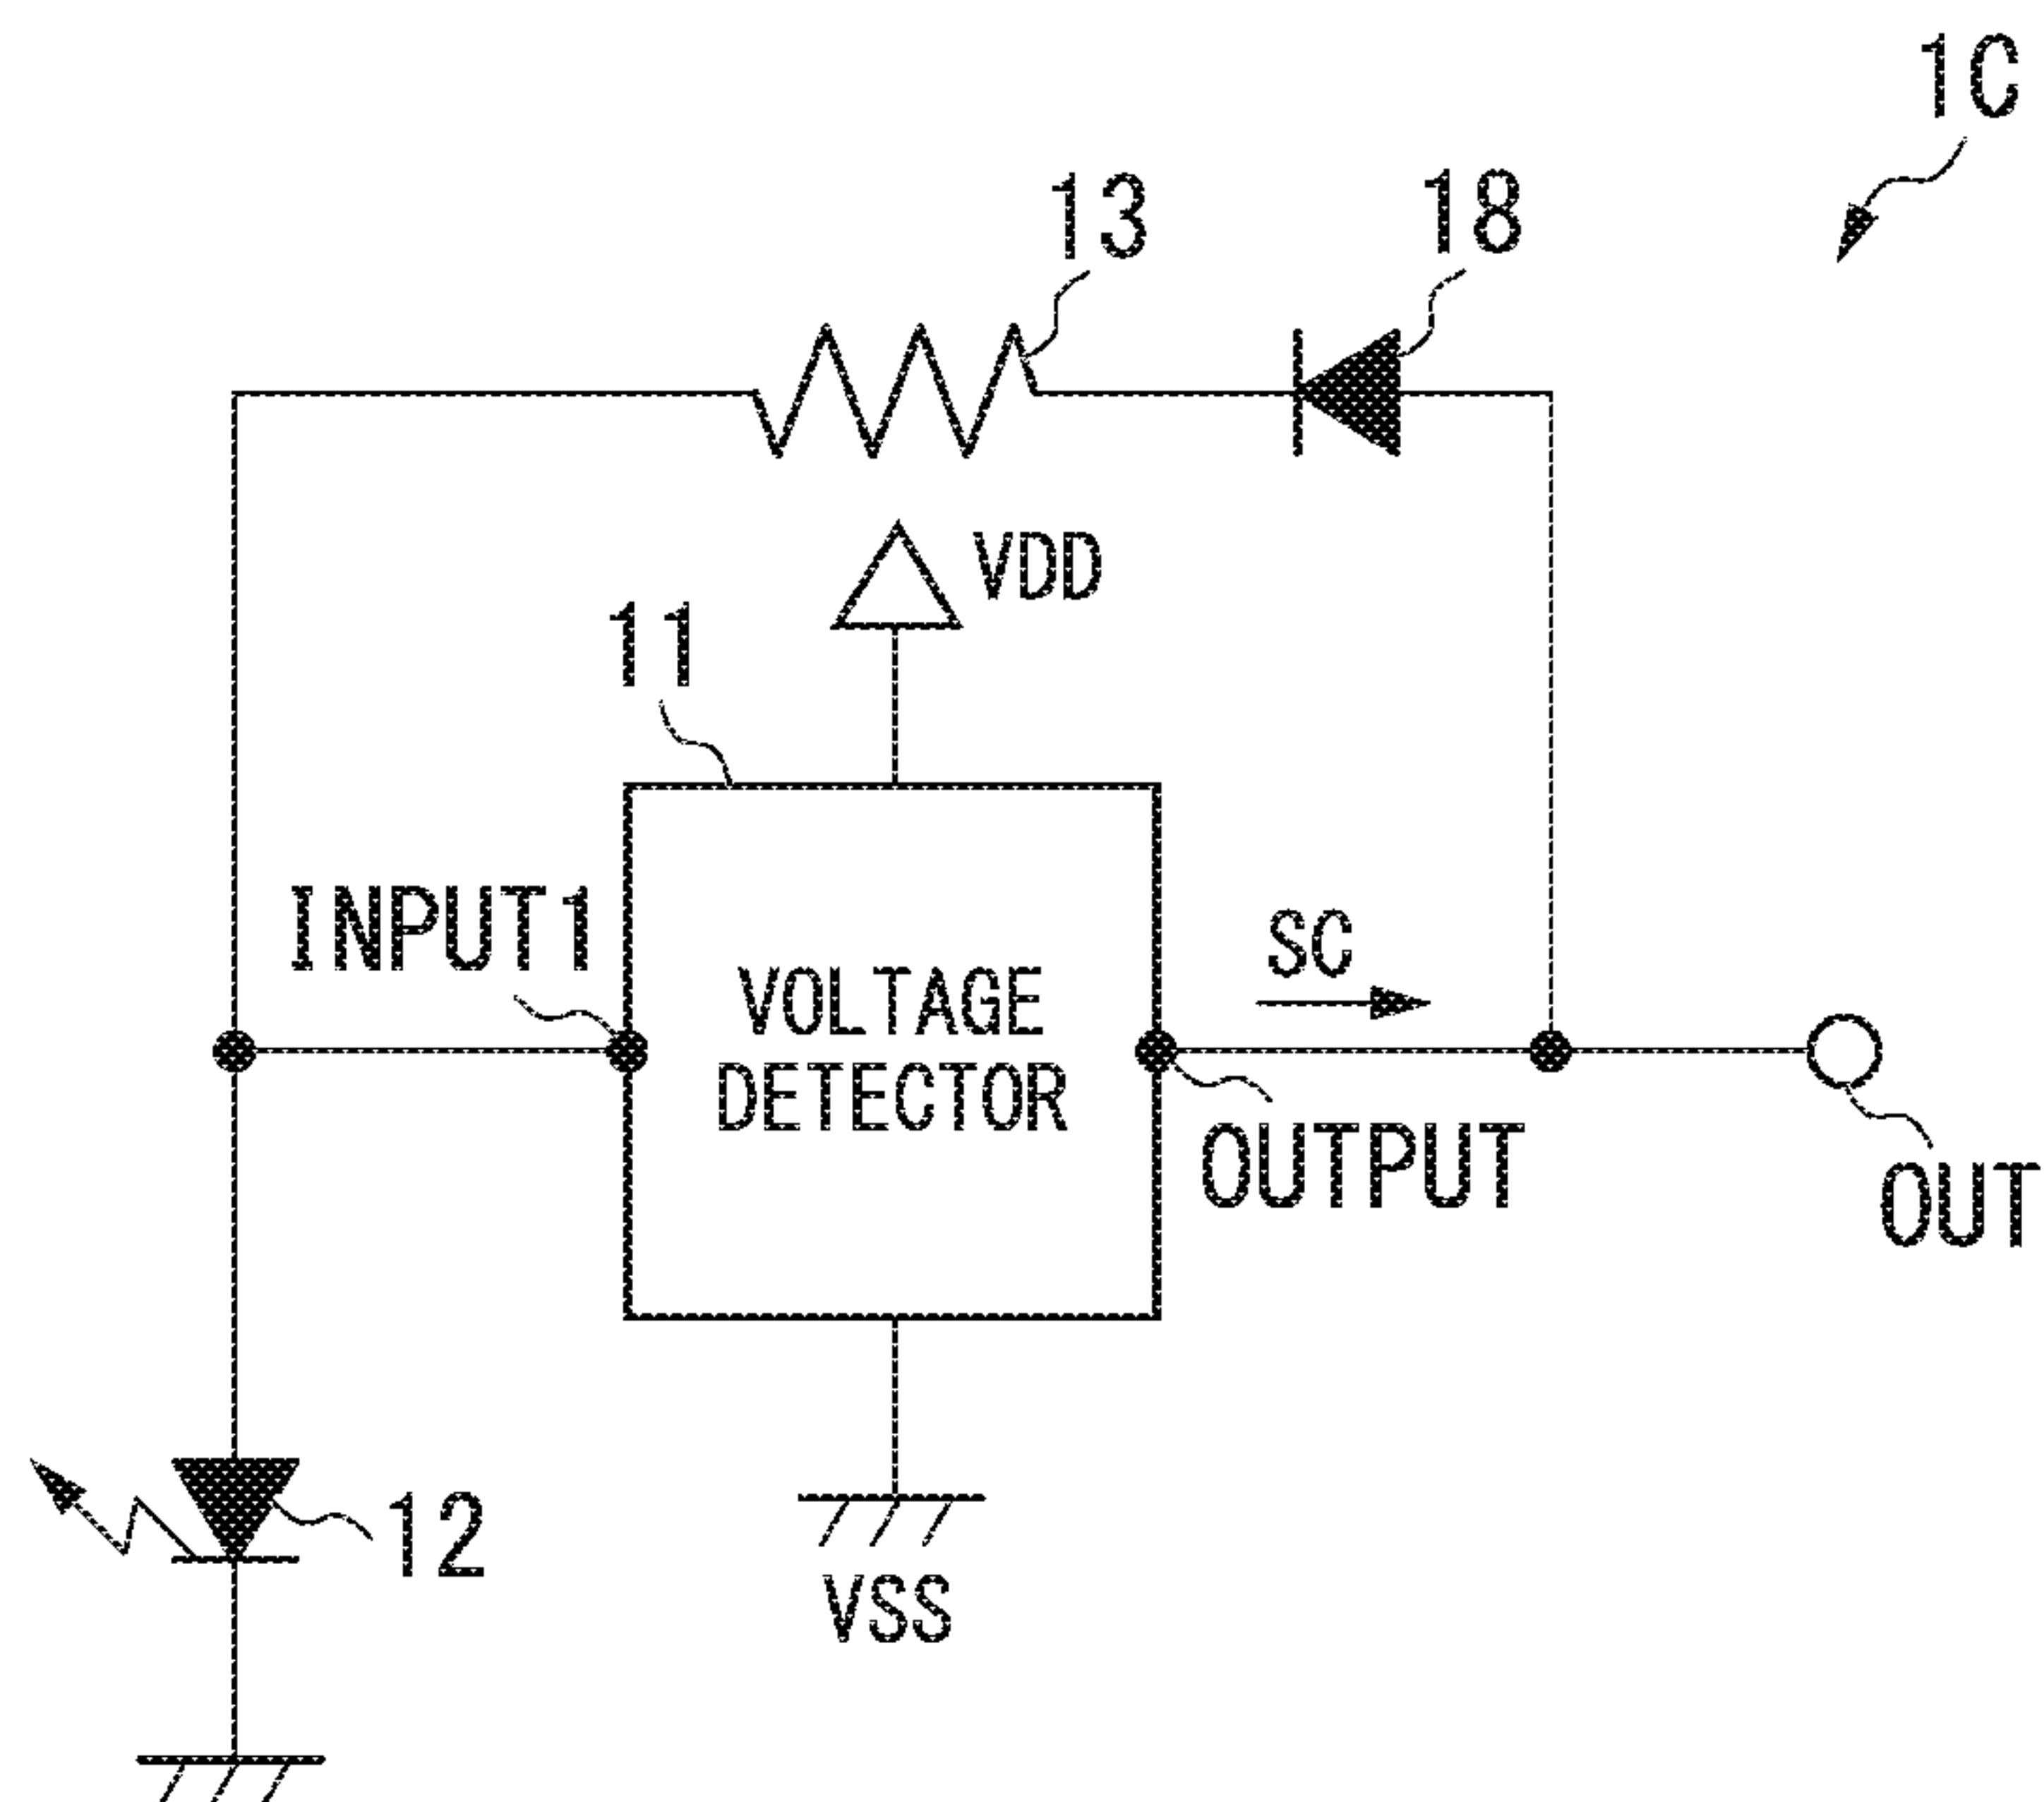 1C
13
18
VDD
11
INPUT1
SC
VOLTAGE
DETECTOR
OUTPUT
OUT
12
VSS